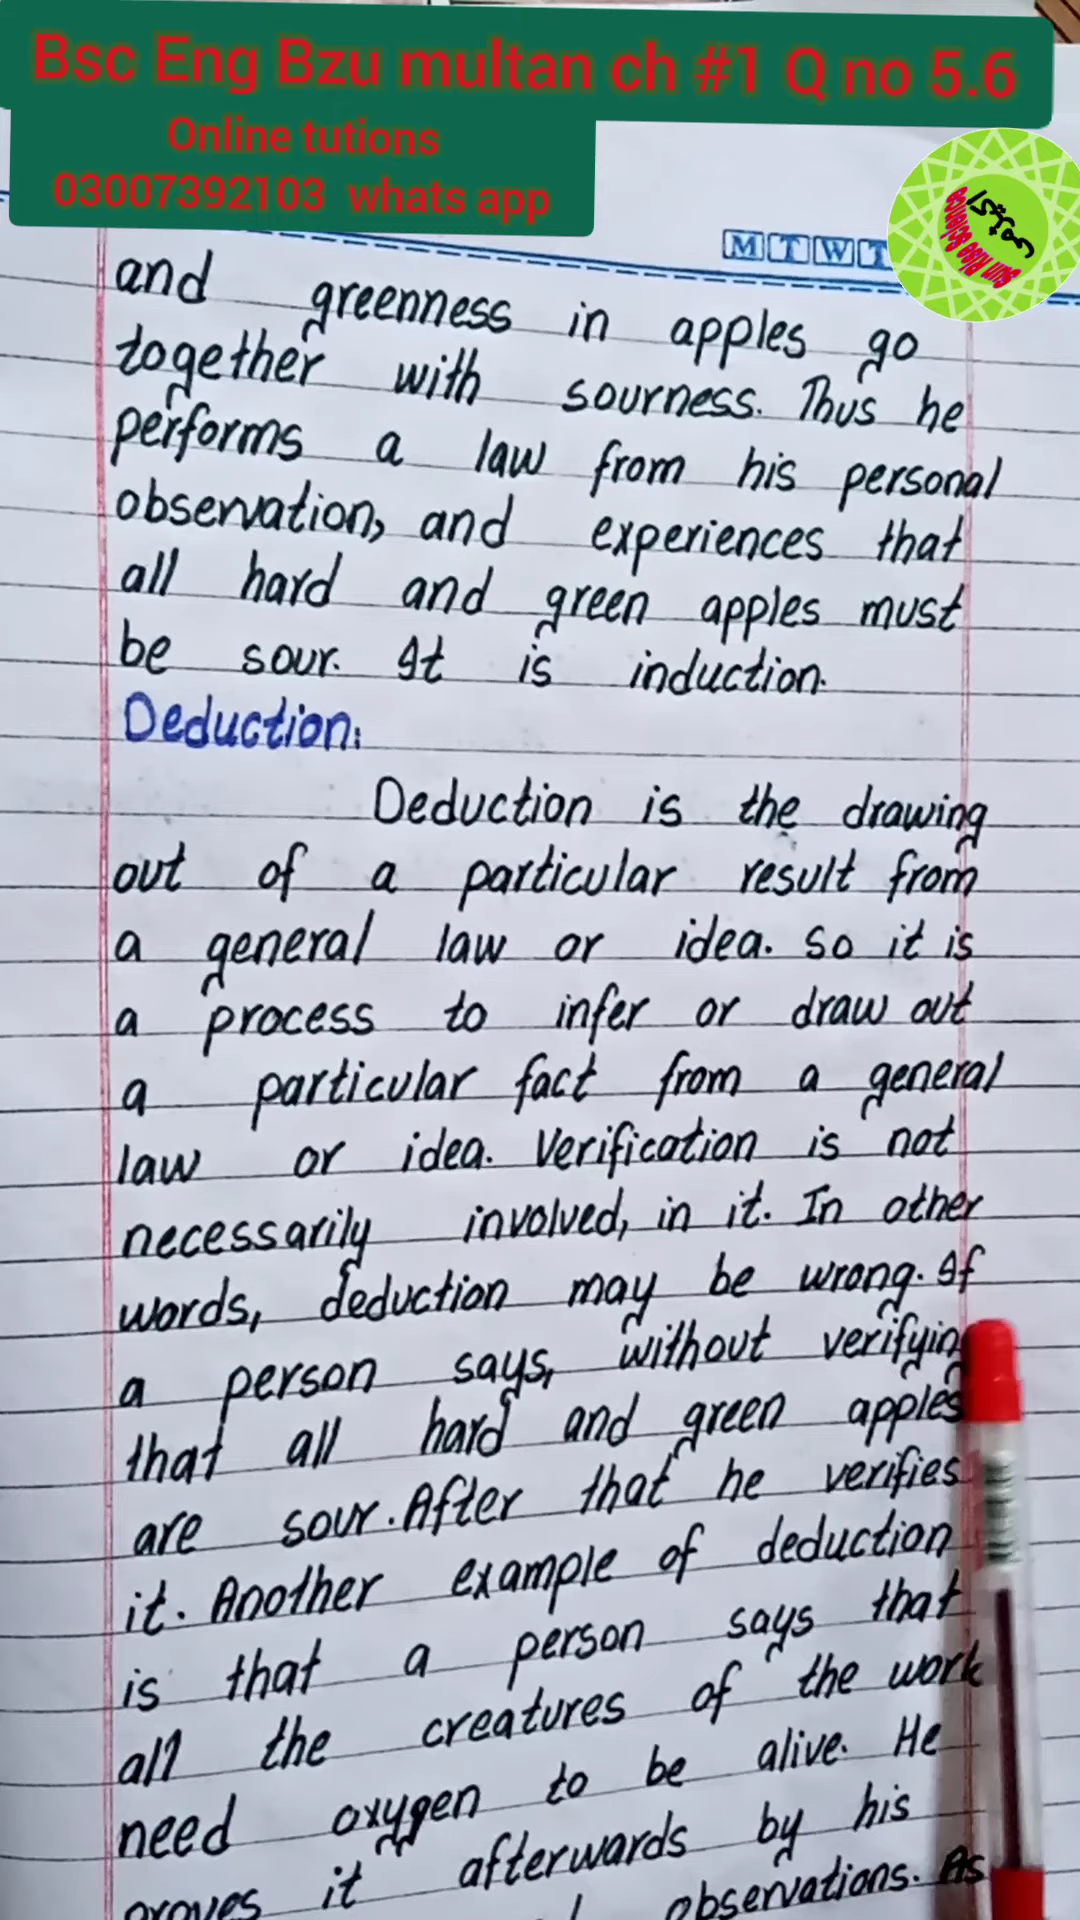 Bsc Eng Bzu multan ch #1 Q no 5.6
Online tutions
03007392103 whats app
M T W T
Sun Rise Science
and greenness in apples go
together with sourness. Thus he
performs a law from his personal
observation, and experiences that
all hard and green apples must
be sour. It is induction.
Deduction:
Deduction is the drawing
out of a particular result from
a general law or idea. So it is
a process to infer or draw out
a particular fact from a general
law or idea. Verification is not
necessarily involved, in it. In other
words, deduction may be wrong. If
a person says, without verifying
that all hard and green apples
are sour. After that he verifies
it. Another example of deduction
is that a person says that
all the creatures of the work
need oxygen to be alive. He
proves it afterwards by his
observations. As